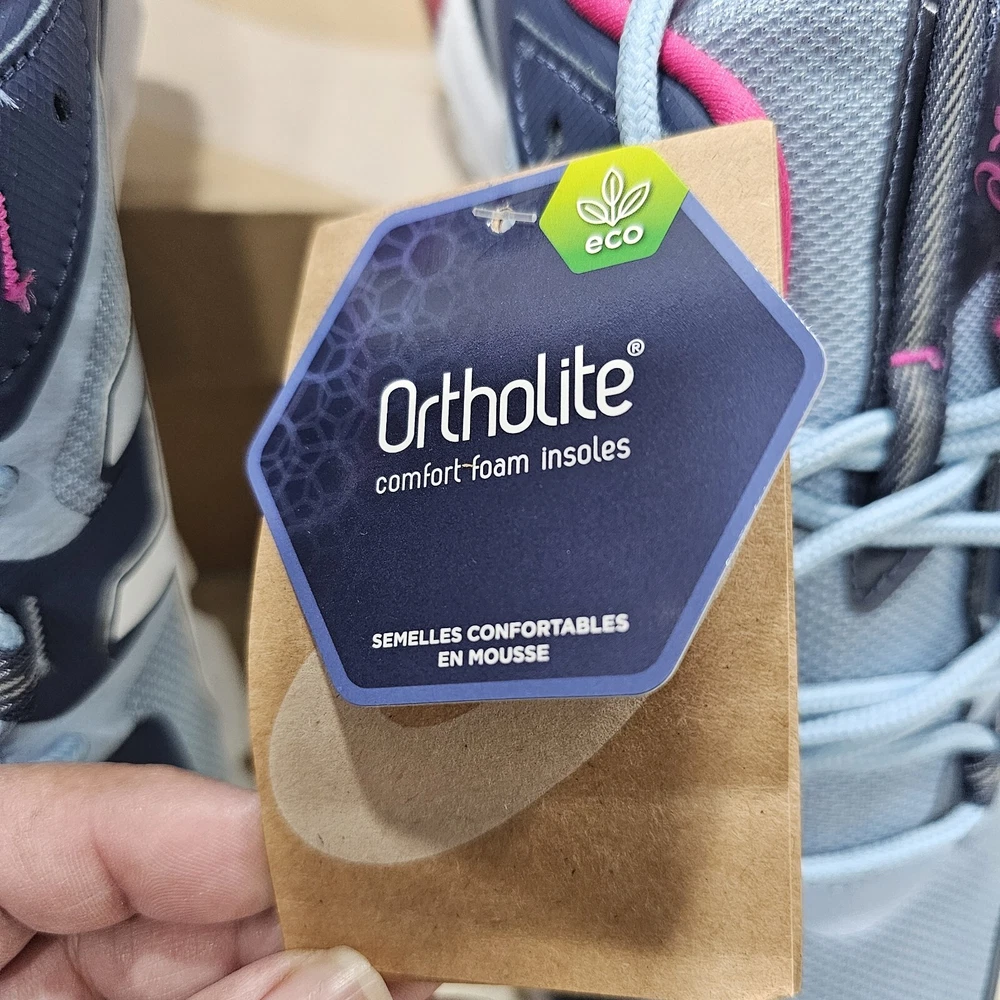 eco
Ortholite®
comfort foam insoles
SEMELLES CONFORTABLES
EN MOUSSE